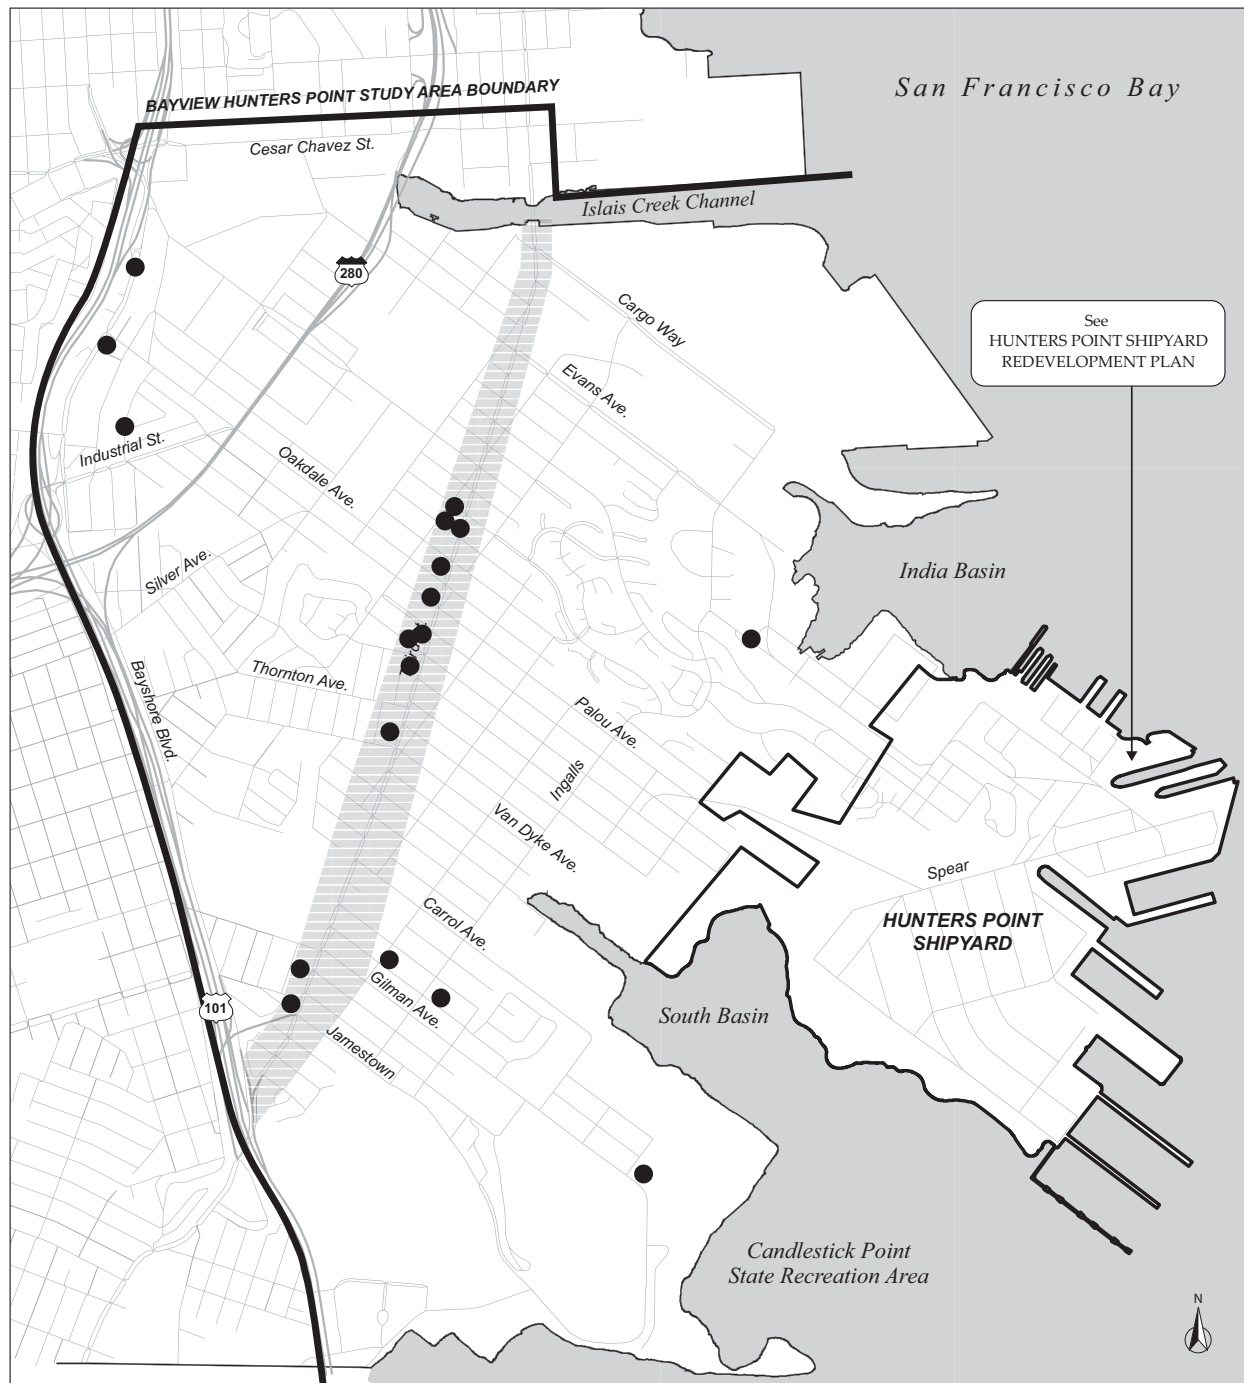 San Francisco Bay
BAYVIEW HUNTERS POINT STUDY AREA BOUNDARY
Cesar Chavez St.
Islais Creek Channel
280
Cargo Way
See
HUNTERS POINT SHIPYARD
REDEVELOPMENT PLAN
Evans Ave.
Industrial St.
Oakdale Ave.
Silver Ave.
India Basin
Thornton Ave.
Bayshore Blvd.
Palou Ave.
Ingalls
Van Dyke Ave.
Spear
Carrol Ave.
HUNTERS POINT
SHIPYARD
Gilman Ave.
101
South Basin
Jamestown
Candlestick Point
State Recreation Area
N